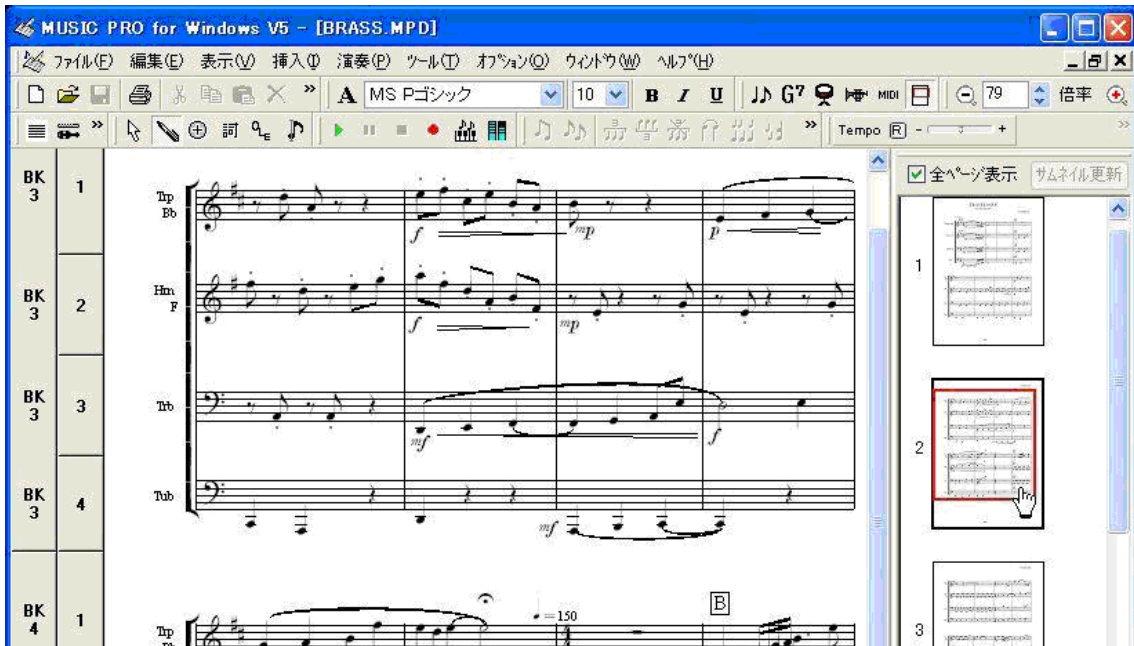 MUSIC PRO for Windows V5 - [BRASS.MPD]
ファイル(F) 編集(E) 表示(V) 挿入(I) 演奏(P) ツール(T) オプション(O) ウィンドウ(W) ヘルプ(H)
A MS Pゴシック 10 B I U G7 MIDI 79 倍率
Tempo R - +
全ページ表示 サムネイル更新
BK 3 1 Trp Bb
f mp p
1
BK 3 2 Hrn F
f mp
BK 3 3 Trb
mf f
2
BK 3 4 Tub
mf
BK 4 1 Trp
= 150
B
3